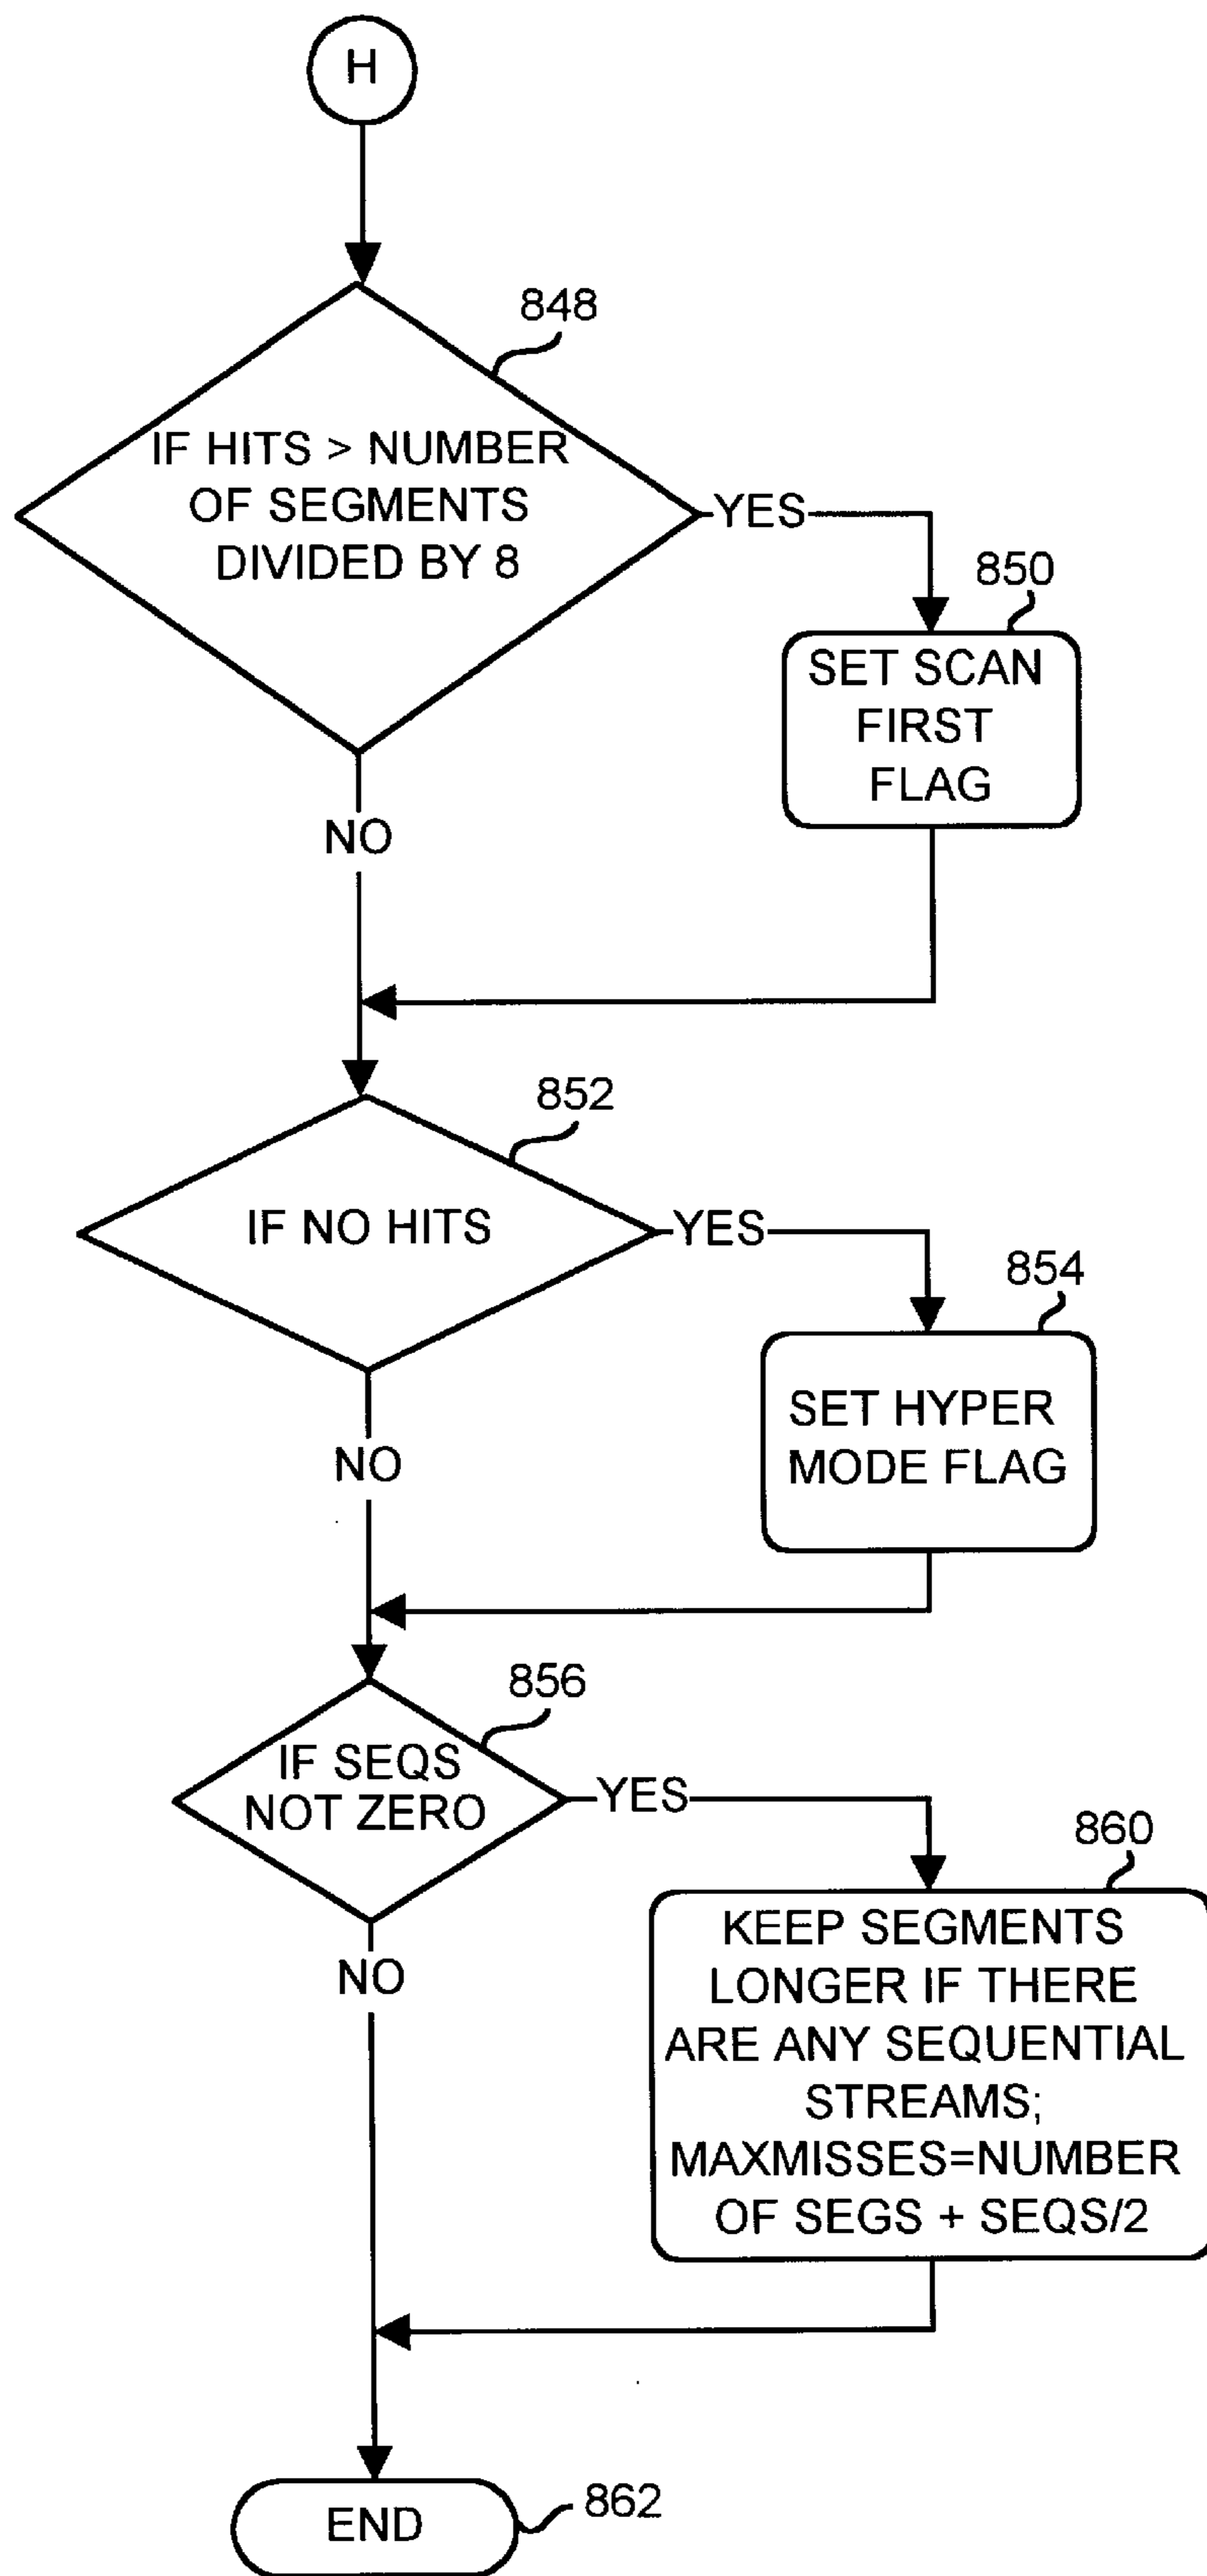 H
848
IF HITS > NUMBER
OF SEGMENTS
DIVIDED BY 8
YES
850
SET SCAN
FIRST
FLAG
NO
852
IF NO HITS
YES
854
SET HYPER
MODE FLAG
NO
856
IF SEQS
NOT ZERO
YES
860
KEEP SEGMENTS
LONGER IF THERE
ARE ANY SEQUENTIAL
STREAMS;
MAXMISSES=NUMBER
OF SEGS + SEQS/2
NO
END
862